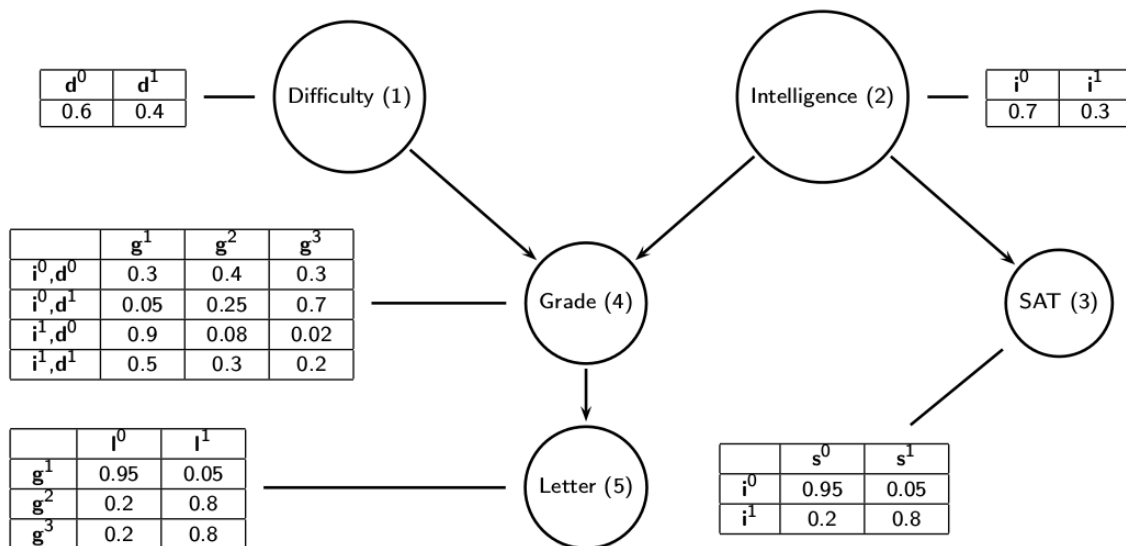 d⁰ d¹
0.6 0.4
Difficulty (1)
Intelligence (2)
i⁰ i¹
0.7 0.3
g¹ g² g³
i⁰,d⁰ 0.3 0.4 0.3
i⁰,d¹ 0.05 0.25 0.7
i¹,d⁰ 0.9 0.08 0.02
i¹,d¹ 0.5 0.3 0.2
Grade (4)
SAT (3)
l⁰ l¹
g¹ 0.95 0.05
g² 0.2 0.8
g³ 0.2 0.8
Letter (5)
s⁰ s¹
i⁰ 0.95 0.05
i¹ 0.2 0.8